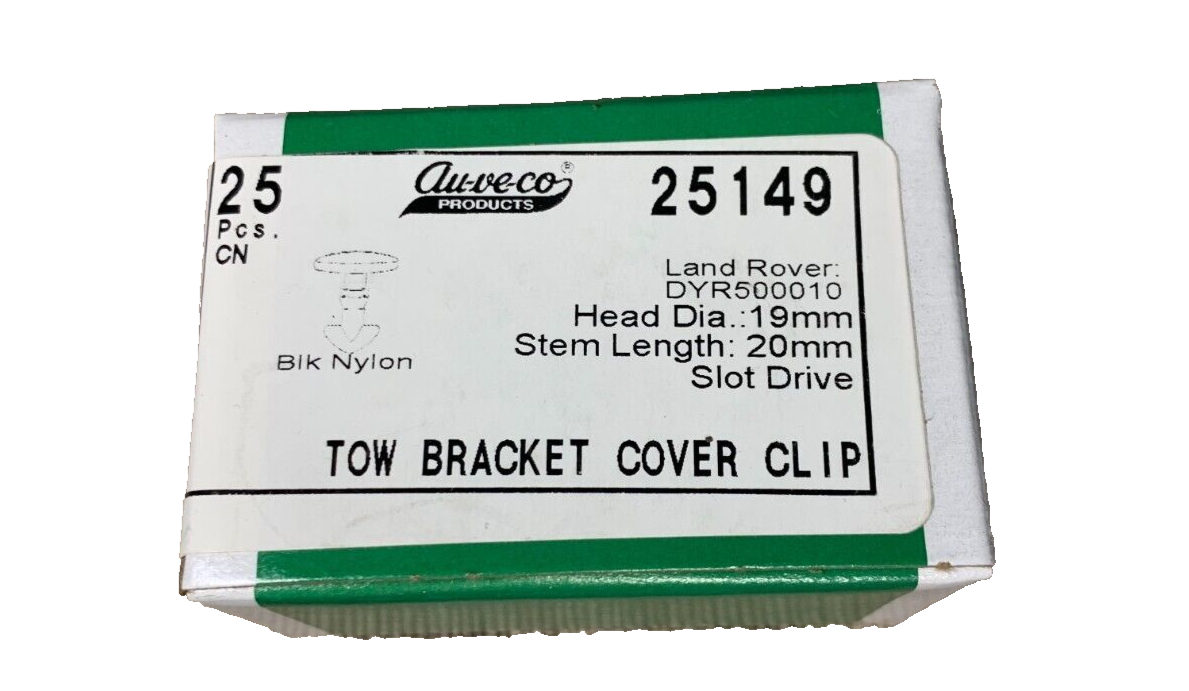 25
Pcs.
CN
Au-ve-co®
PRODUCTS
25149
Land Rover:
DYR500010
Head Dia.:19mm
Stem Length: 20mm
Slot Drive
Blk Nylon
TOW BRACKET COVER CLIP